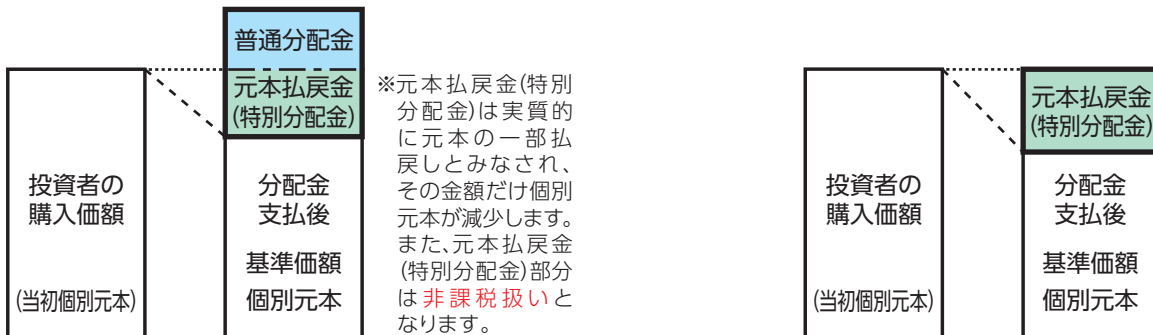 普通分配金
元本払戻金
(特別分配金)
投資者の
購入価額
(当初個別元本)
分配金
支払後
基準価額
個別元本
※元本払戻金(特別
分配金)は実質的
に元本の一部払
戻しとみなされ、
その金額だけ個別
元本が減少します。
また、元本払戻金
(特別分配金)部分
は非課税扱いと
なります。
元本払戻金
(特別分配金)
投資者の
購入価額
(当初個別元本)
分配金
支払後
基準価額
個別元本